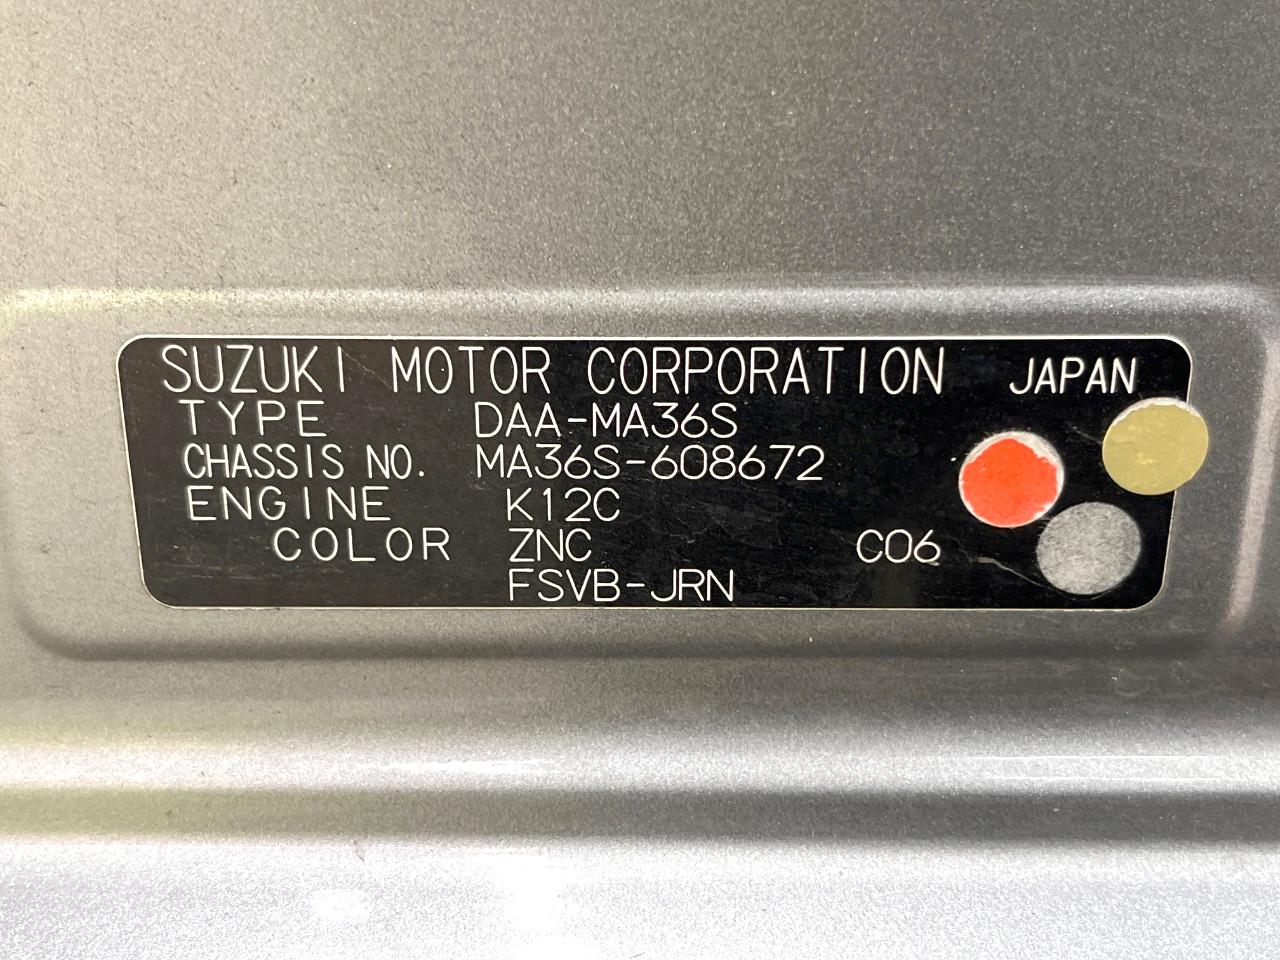 SUZUKI MOTOR CORPORATION JAPAN
TYPE DAA-MA36S
CHASSIS NO. MA36S-608672
ENGINE K12C
COLOR ZNC C06
FSVB-JRN